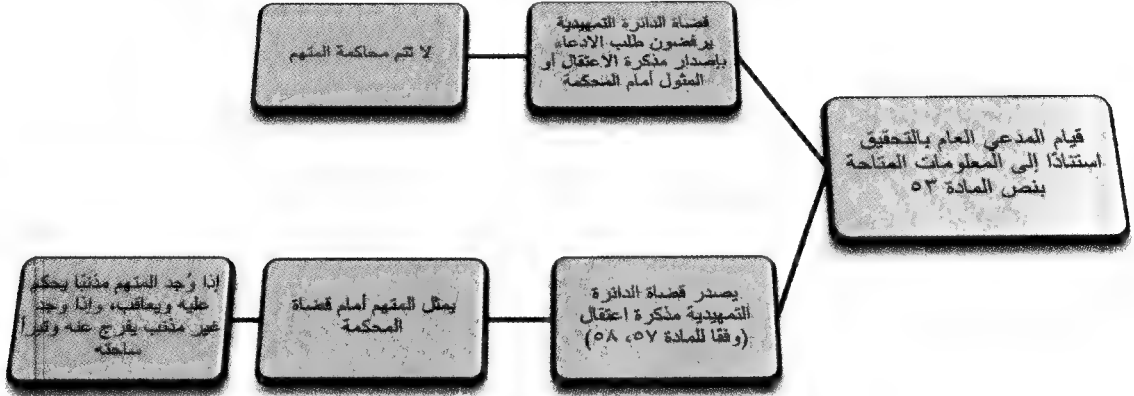 قيام المدعي العام بالتحقيق
استنادًا إلى المعلومات المتاحة
بنص المادة ٥٣
قضاة الدائرة التمهيدية
يرفضون طلب الادعاء
بإصدار مذكرة الاعتقال أو
المثول أمام المحكمة
لا تتم محاكمة المتهم
يصدر قضاة الدائرة
التمهيدية مذكرة اعتقال
(وفقا للمادة ٥٧، ٥٨)
يمثل المتهم أمام قضاة
المحكمة
إذا وُجد المتهم مذنبًا يحكم
عليه ويعاقب، وإذا وجد
غير مذنب يفرج عنه وتبرأ
ساحته